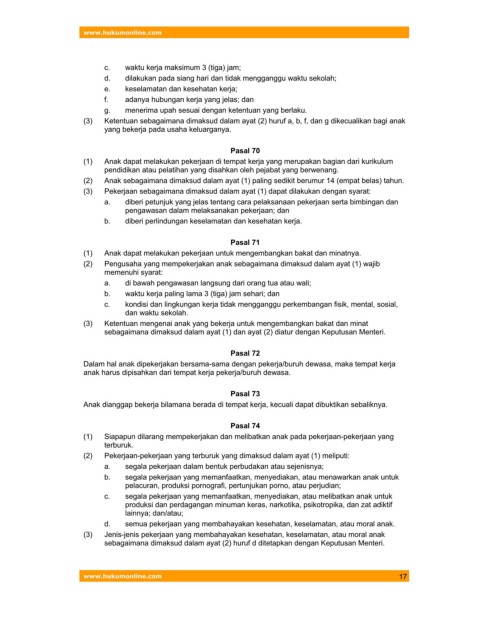 www.hukumonline.com
c. waktu kerja maksimum 3 (tiga) jam;
d. dilakukan pada siang hari dan tidak mengganggu waktu sekolah;
e. keselamatan dan kesehatan kerja;
f. adanya hubungan kerja yang jelas; dan
g. menerima upah sesuai dengan ketentuan yang berlaku.
(3) Ketentuan sebagaimana dimaksud dalam ayat (2) huruf a, b, f, dan g dikecualikan bagi anak
yang bekerja pada usaha keluarganya.
Pasal 70
(1) Anak dapat melakukan pekerjaan di tempat kerja yang merupakan bagian dari kurikulum
pendidikan atau pelatihan yang disahkan oleh pejabat yang berwenang.
(2) Anak sebagaimana dimaksud dalam ayat (1) paling sedikit berumur 14 (empat belas) tahun.
(3) Pekerjaan sebagaimana dimaksud dalam ayat (1) dapat dilakukan dengan syarat:
a. diberi petunjuk yang jelas tentang cara pelaksanaan pekerjaan serta bimbingan dan
pengawasan dalam melaksanakan pekerjaan; dan
b. diberi perlindungan keselamatan dan kesehatan kerja.
Pasal 71
(1) Anak dapat melakukan pekerjaan untuk mengembangkan bakat dan minatnya.
(2) Pengusaha yang mempekerjakan anak sebagaimana dimaksud dalam ayat (1) wajib
memenuhi syarat:
a. di bawah pengawasan langsung dari orang tua atau wali;
b. waktu kerja paling lama 3 (tiga) jam sehari; dan
c. kondisi dan lingkungan kerja tidak mengganggu perkembangan fisik, mental, sosial,
dan waktu sekolah.
(3) Ketentuan mengenai anak yang bekerja untuk mengembangkan bakat dan minat
sebagaimana dimaksud dalam ayat (1) dan ayat (2) diatur dengan Keputusan Menteri.
Pasal 72
Dalam hal anak dipekerjakan bersama-sama dengan pekerja/buruh dewasa, maka tempat kerja
anak harus dipisahkan dari tempat kerja pekerja/buruh dewasa.
Pasal 73
Anak dianggap bekerja bilamana berada di tempat kerja, kecuali dapat dibuktikan sebaliknya.
Pasal 74
(1) Siapapun dilarang mempekerjakan dan melibatkan anak pada pekerjaan-pekerjaan yang
terburuk.
(2) Pekerjaan-pekerjaan yang terburuk yang dimaksud dalam ayat (1) meliputi:
a. segala pekerjaan dalam bentuk perbudakan atau sejenisnya;
b. segala pekerjaan yang memanfaatkan, menyediakan, atau menawarkan anak untuk
pelacuran, produksi pornografi, pertunjukan porno, atau perjudian;
c. segala pekerjaan yang memanfaatkan, menyediakan, atau melibatkan anak untuk
produksi dan perdagangan minuman keras, narkotika, psikotropika, dan zat adiktif
lainnya; dan/atau;
d. semua pekerjaan yang membahayakan kesehatan, keselamatan, atau moral anak.
(3) Jenis-jenis pekerjaan yang membahayakan kesehatan, keselamatan, atau moral anak
sebagaimana dimaksud dalam ayat (2) huruf d ditetapkan dengan Keputusan Menteri.
www.hukumonline.com 17